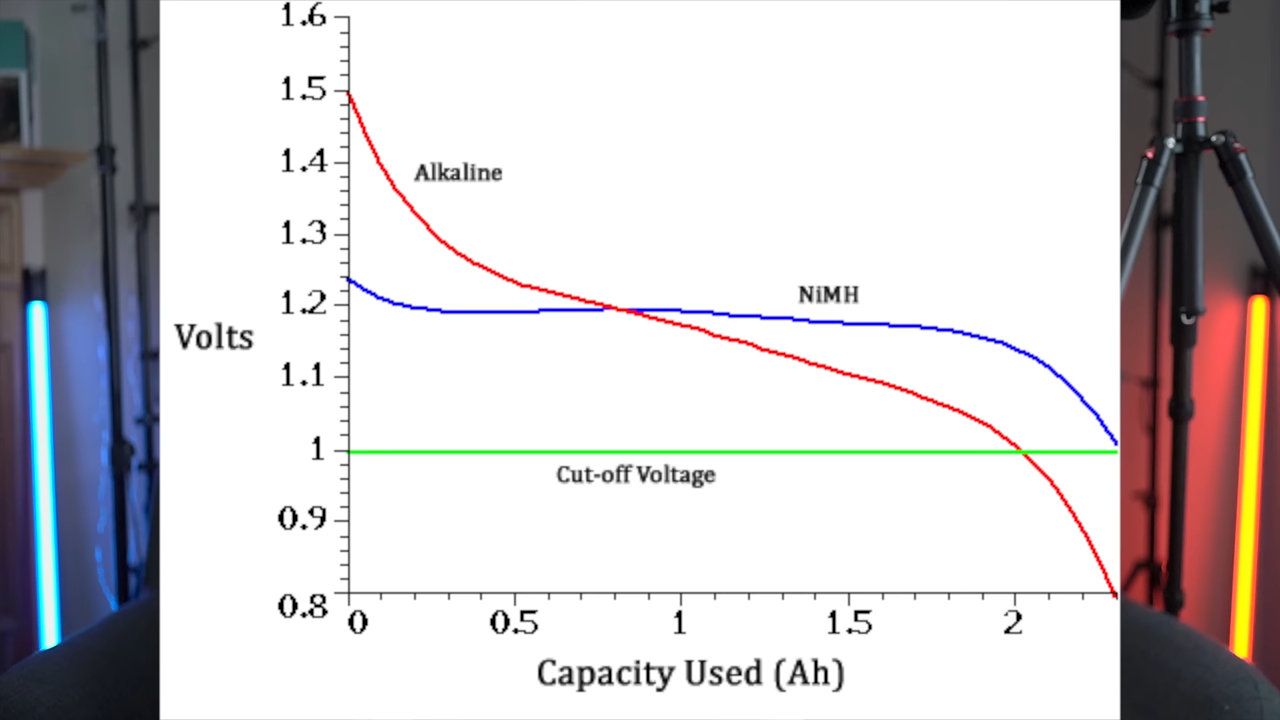 1.6
1.5
1.4
Alkaline
1.3
NiMH
1.2
Volts
1.1
1
Cut-off Voltage
0.9
0.8
0 0.5 1 1.5 2
Capacity Used (Ah)